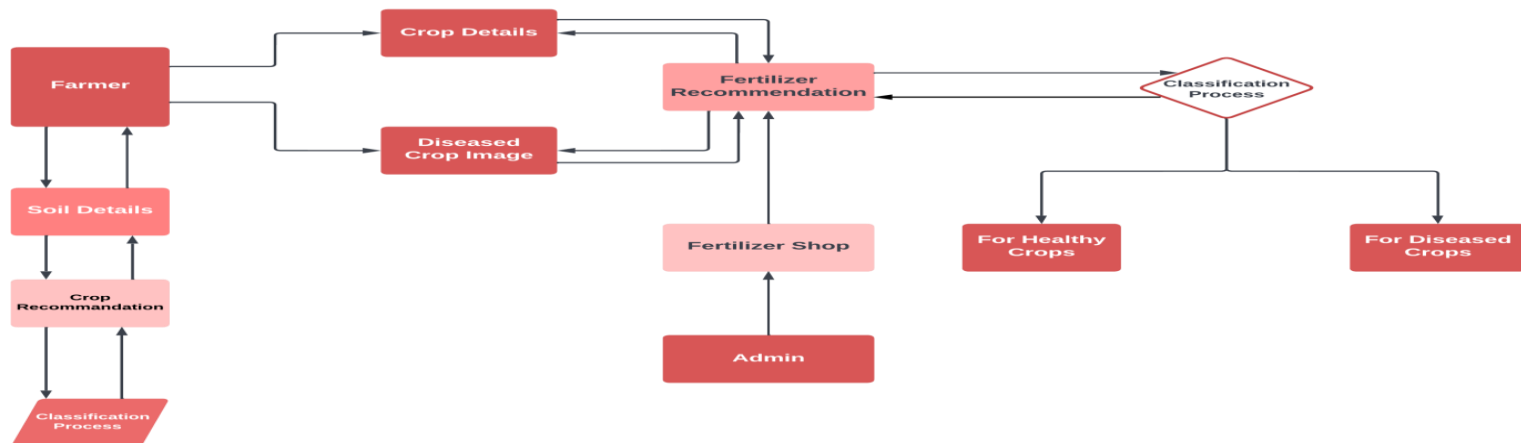 Farmer
Crop Details
Diseased
Crop Image
Fertilizer
Recommendation
Classification
Process
Soil Details
Crop
Recommandation
Classification
Process
Fertilizer Shop
Admin
For Healthy
Crops
For Diseased
Crops